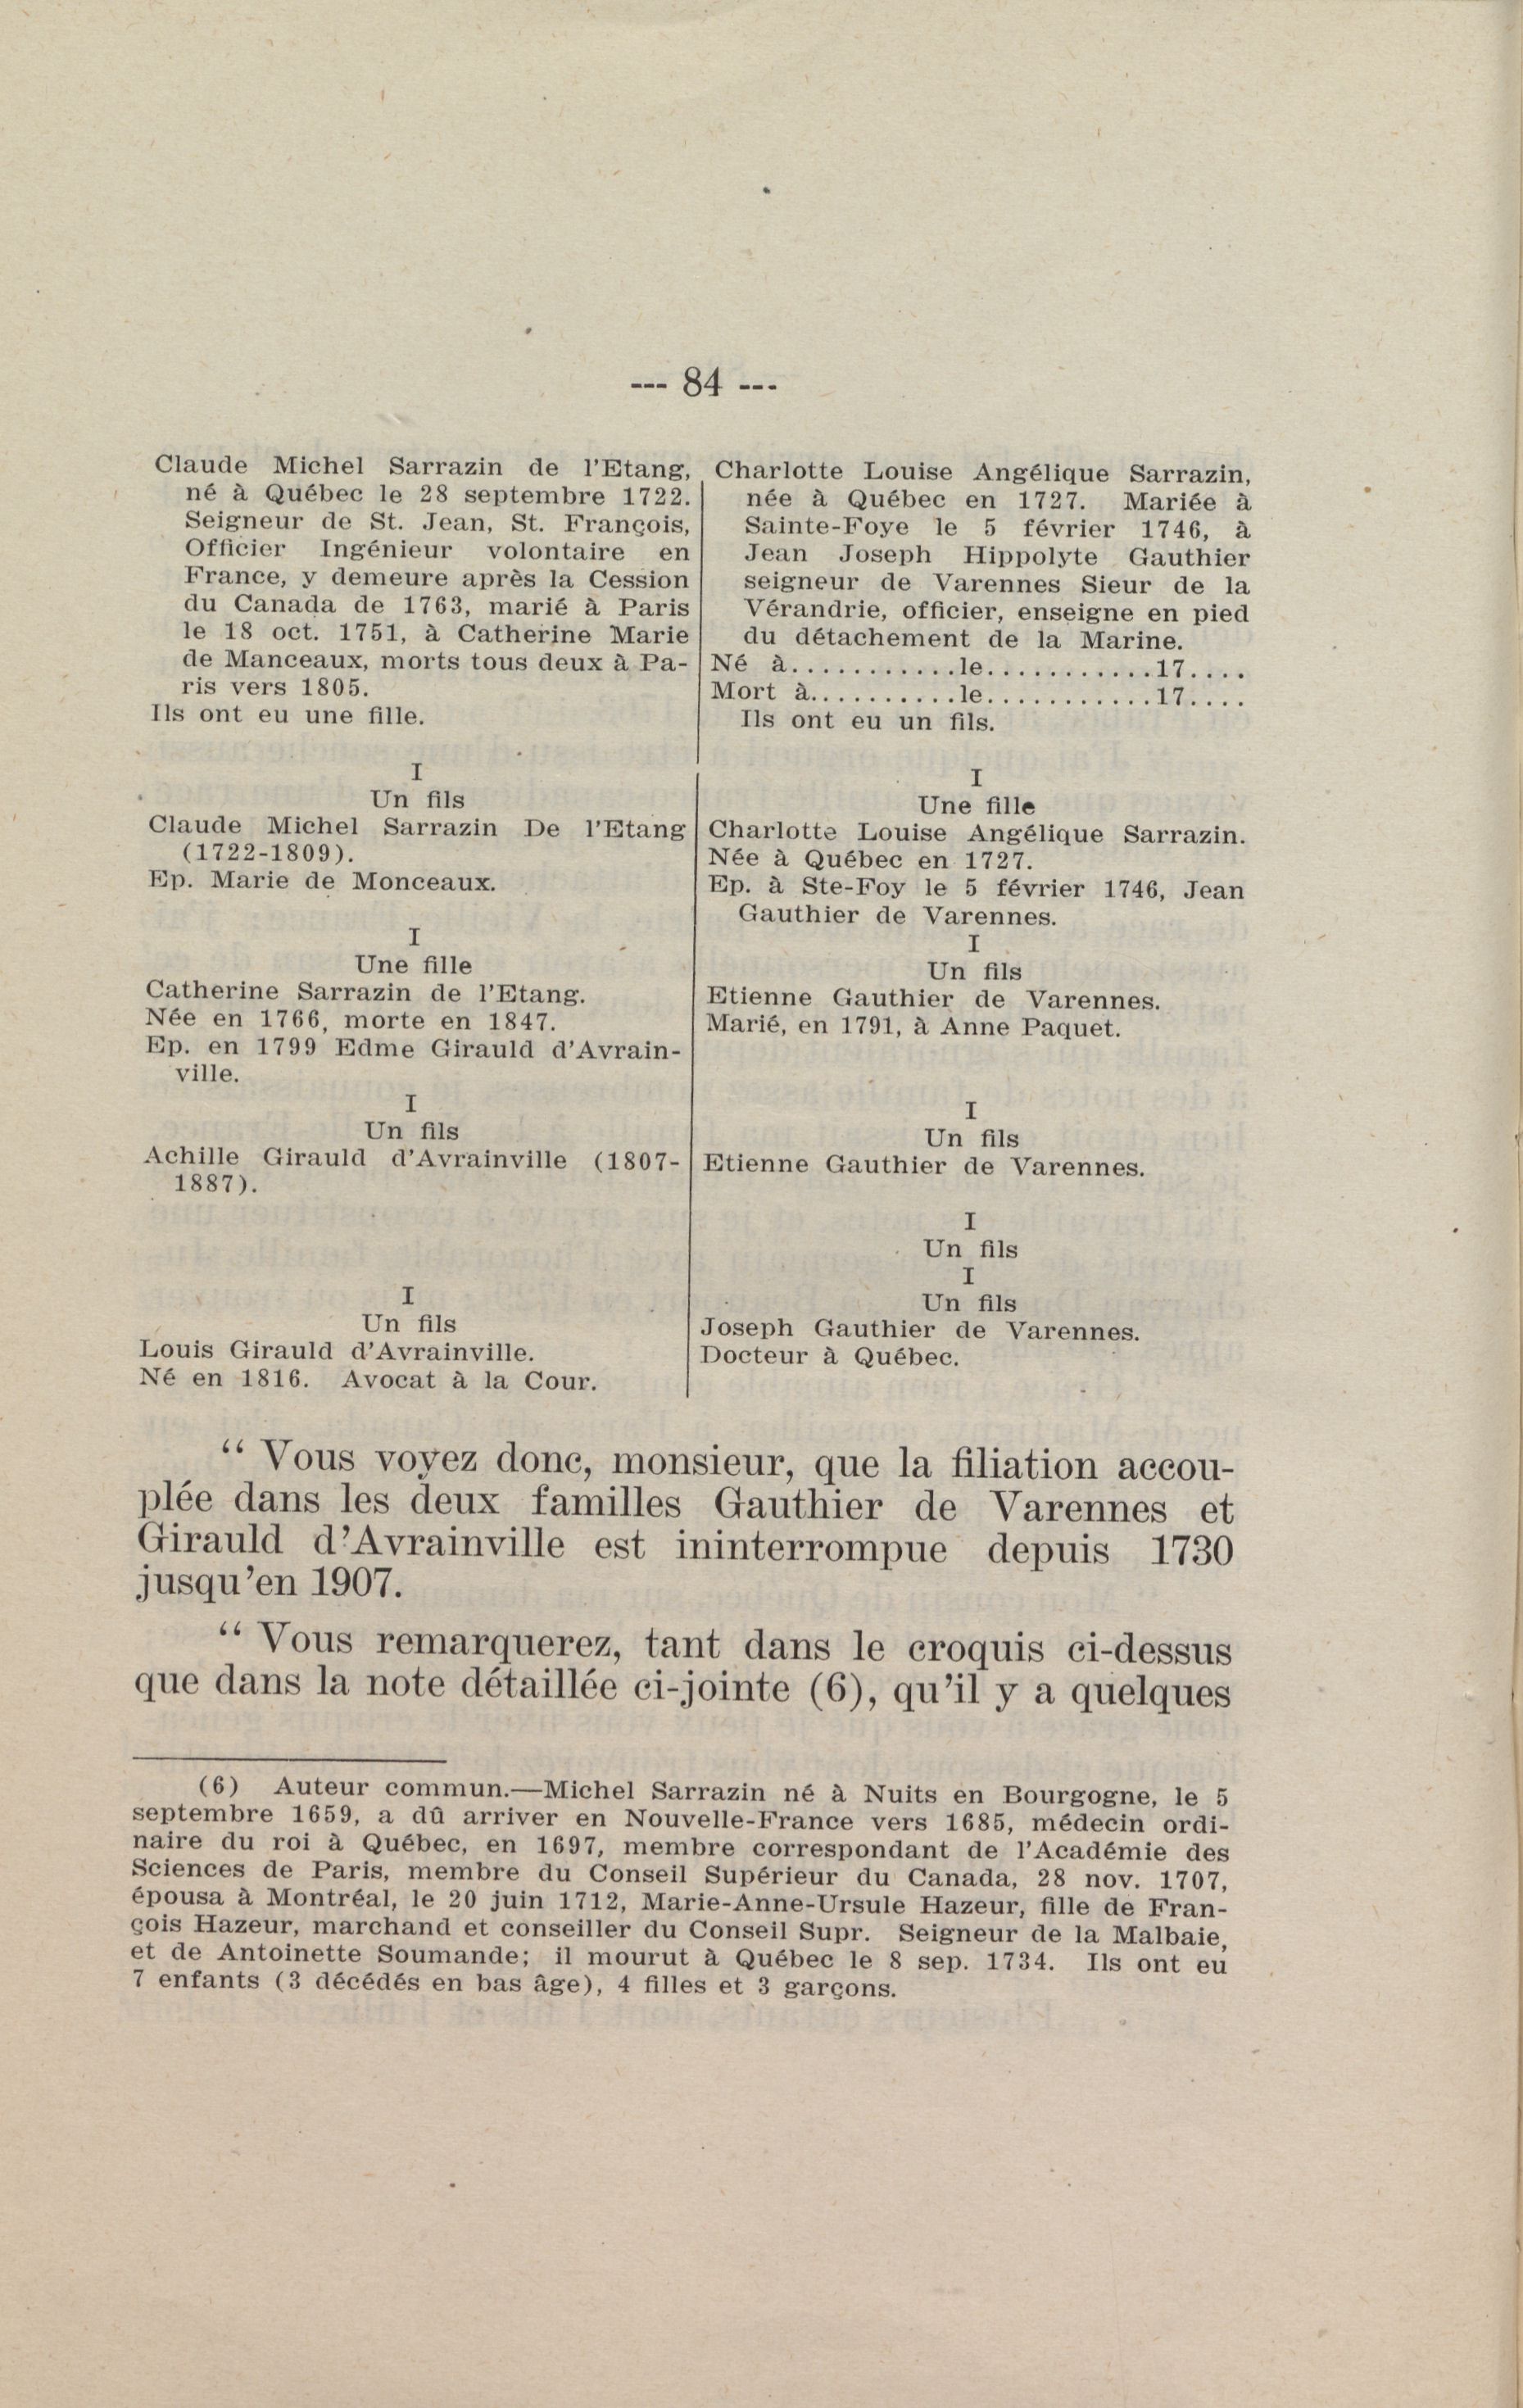 --- 84 ---
Claude Michel Sarrazin de l'Etang,
né à Québec le 28 septembre 1722.
Seigneur de St. Jean, St. François,
Officier Ingénieur volontaire en
France, y demeure après la Cession
du Canada de 1763, marié à Paris
le 18 oct. 1751, à Catherine Marie
de Manceaux, morts tous deux à Pa-
ris vers 1805.
Ils ont eu une fille.
I
Un fils
Claude Michel Sarrazin De l'Etang
(1722-1809).
Ep. Marie de Monceaux.
I
Une fille
Catherine Sarrazin de l'Etang.
Née en 1766, morte en 1847.
Ep. en 1799 Edme Girauld d'Avrain-
ville.
I
Un fils
Achille Girauld d'Avrainville (1807-
1887).
I
Un fils
Louis Girauld d'Avrainville.
Né en 1816. Avocat à la Cour.
Charlotte Louise Angélique Sarrazin,
née à Québec en 1727. Mariée à
Sainte-Foye le 5 février 1746, à
Jean Joseph Hippolyte Gauthier
seigneur de Varennes Sieur de la
Vérandrie, officier, enseigne en pied
du détachement de la Marine.
Né à............le............17....
Mort à...........le............17....
Ils ont eu un fils.
I
Une fille
Charlotte Louise Angélique Sarrazin.
Née à Québec en 1727.
Ep. à Ste-Foy le 5 février 1746, Jean
Gauthier de Varennes.
I
Un fils
Etienne Gauthier de Varennes.
Marié, en 1791, à Anne Paquet.
I
Un fils
Etienne Gauthier de Varennes.
I
Un fils
I
Un fils
Joseph Gauthier de Varennes.
Docteur à Québec.
“ Vous voyez donc, monsieur, que la filiation accou-
plée dans les deux familles Gauthier de Varennes et
Girauld d'Avrainville est ininterrompue depuis 1730
jusqu'en 1907.
“ Vous remarquerez, tant dans le croquis ci-dessus
que dans la note détaillée ci-jointe (6), qu'il y a quelques
(6) Auteur commun.—Michel Sarrazin né à Nuits en Bourgogne, le 5
septembre 1659, a dû arriver en Nouvelle-France vers 1685, médecin ordi-
naire du roi à Québec, en 1697, membre correspondant de l'Académie des
Sciences de Paris, membre du Conseil Supérieur du Canada, 28 nov. 1707,
épousa à Montréal, le 20 juin 1712, Marie-Anne-Ursule Hazeur, fille de Fran-
çois Hazeur, marchand et conseiller du Conseil Supr. Seigneur de la Malbaie,
et de Antoinette Soumande; il mourut à Québec le 8 sep. 1734. Ils ont eu
7 enfants (3 décédés en bas âge), 4 filles et 3 garçons.